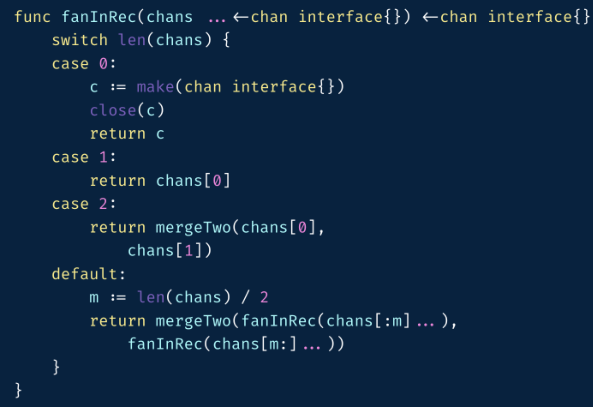 func fanInRec(chans ...<-chan interface{}) <-chan interface{}
    switch len(chans) {
    case 0:
        c := make(chan interface{})
        close(c)
        return c
    case 1:
        return chans[0]
    case 2:
        return mergeTwo(chans[0],
            chans[1])
    default:
        m := len(chans) / 2
        return mergeTwo(fanInRec(chans[:m]...),
            fanInRec(chans[m:]...))
    }
}